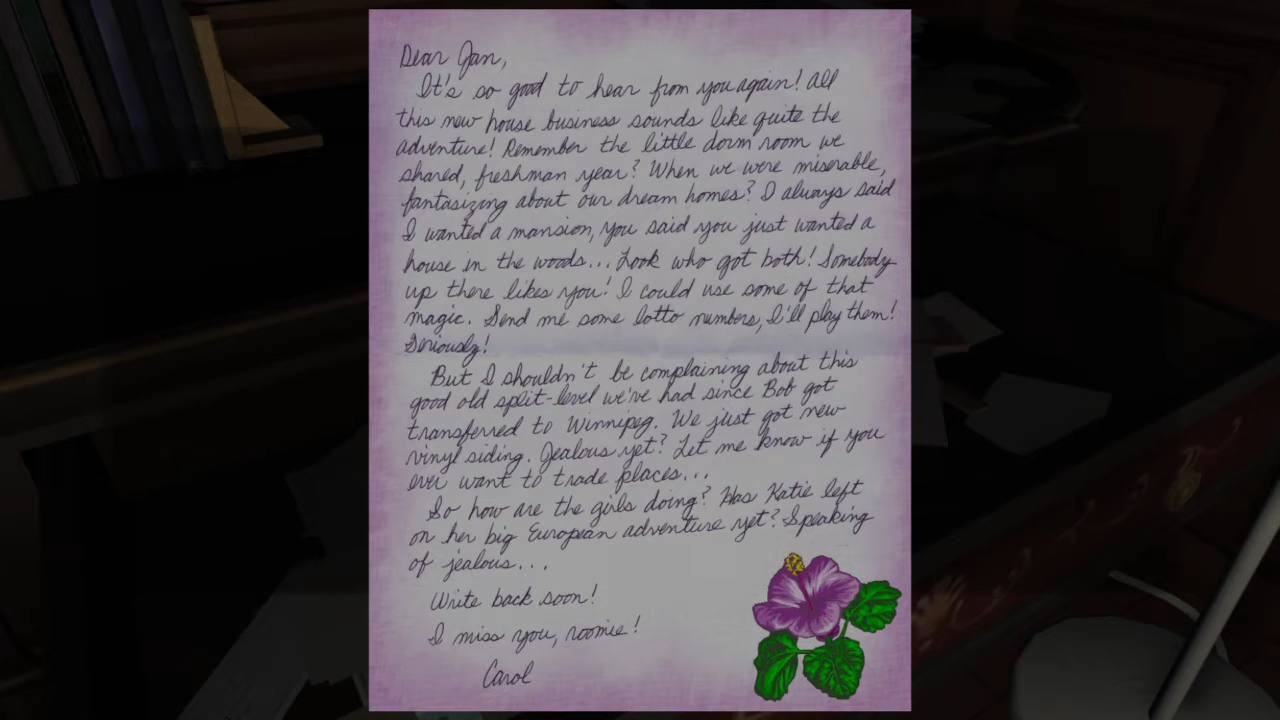 Dear Jan,
It's so good to hear from you again! All
this new house business sounds like quite the
adventure! Remember the little dorm room we
shared, freshman year? When we were miserable,
fantasizing about our dream homes? I always said
I wanted a mansion, you said you just wanted a
house in the woods... Look who got both! Somebody
up there likes you! I could use some of that
magic. Send me some lotto numbers, I'll play them!
Seriously!
But I shouldn't be complaining about this
good old split-level we've had since Bob got
transferred to Winnipeg. We just got new
vinyl siding. Jealous yet? Let me know if you
ever want to trade places...
So how are the girls doing? Has Katie left
on her big European adventure yet? Speaking
of jealous...
Write back soon!
I miss you, roomie!
Carol